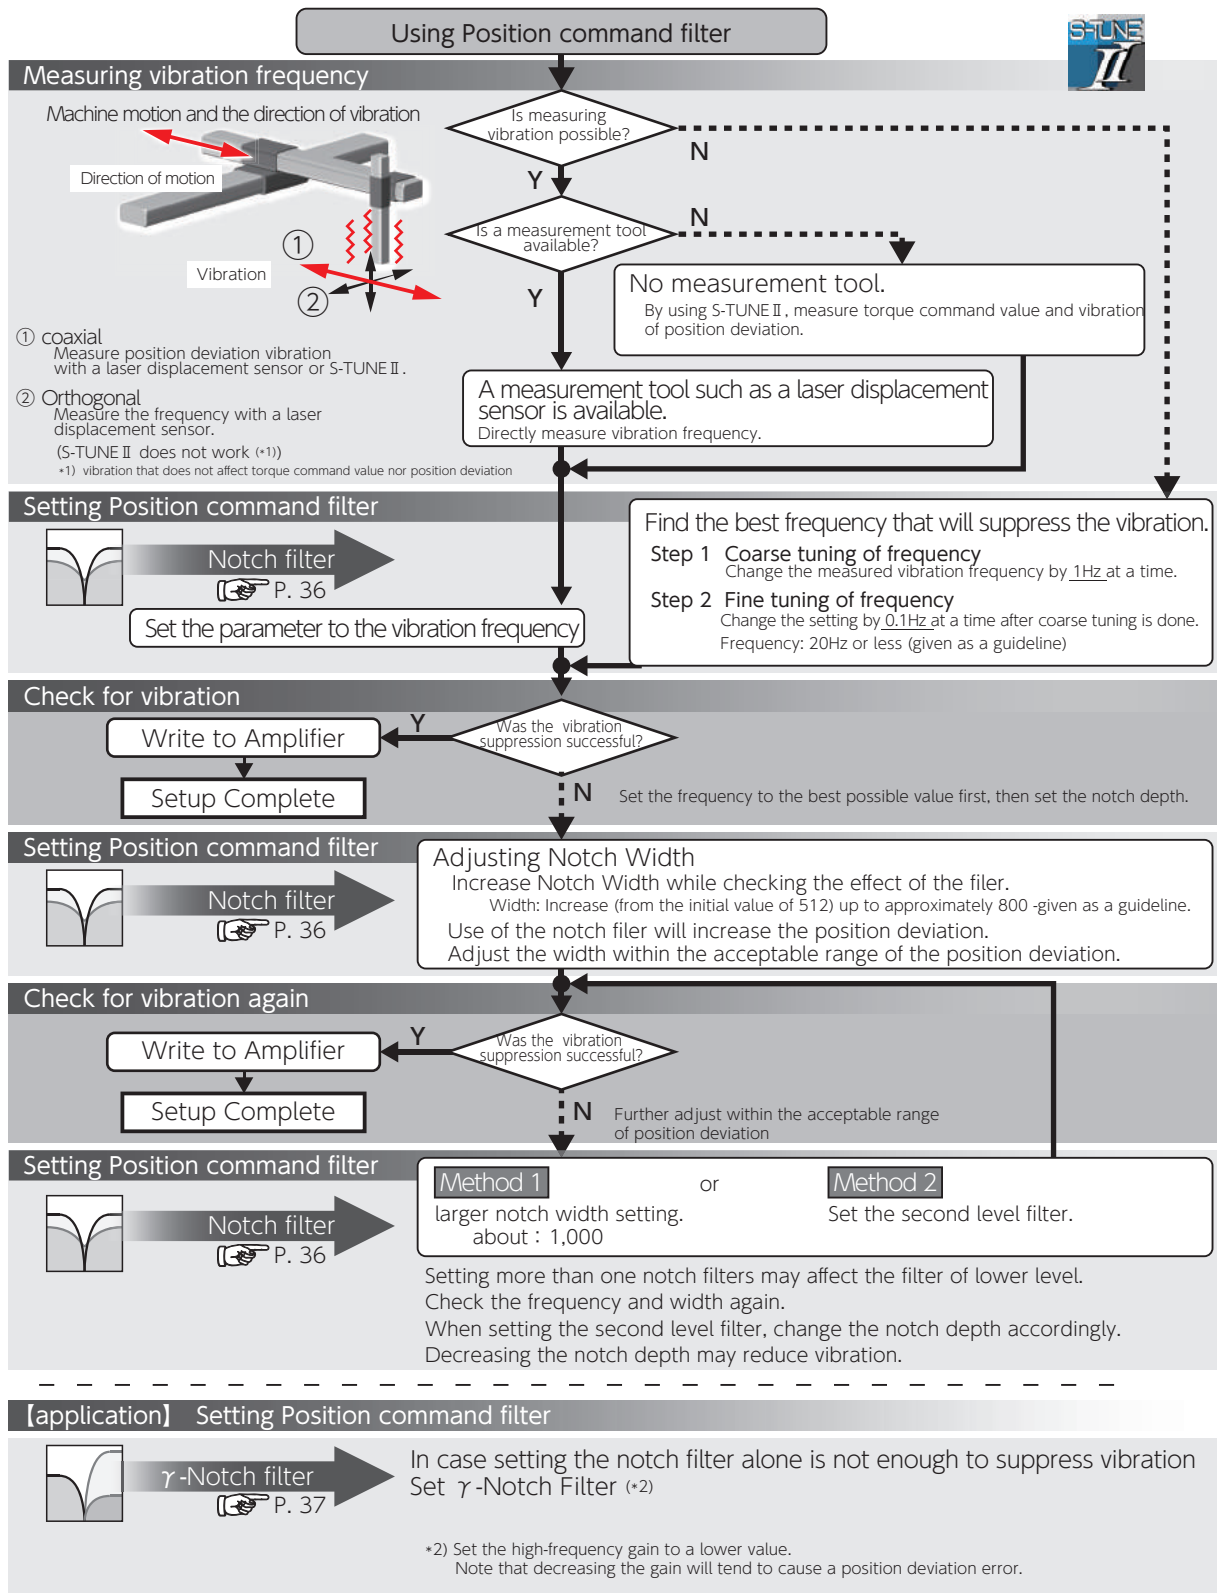 Using Position command filter
S-TUNE
II
Measuring vibration frequency
Machine motion and the direction of vibration
Direction of motion
Vibration
①
②
Is measuring
vibration possible?
N
Y
Is a measurement tool
available?
N
Y
No measurement tool.
By using S-TUNE Ⅱ, measure torque command value and vibration
of position deviation.
① coaxial
Measure position deviation vibration
with a laser displacement sensor or S-TUNE Ⅱ.
② Orthogonal
Measure the frequency with a laser
displacement sensor.
(S-TUNE Ⅱ does not work (*1))
*1) vibration that does not affect torque command value nor position deviation
A measurement tool such as a laser displacement
sensor is available.
Directly measure vibration frequency.
Setting Position command filter
Notch filter
P. 36
Set the parameter to the vibration frequency
Find the best frequency that will suppress the vibration.
Step 1 Coarse tuning of frequency
Change the measured vibration frequency by 1Hz at a time.
Step 2 Fine tuning of frequency
Change the setting by 0.1Hz at a time after coarse tuning is done.
Frequency: 20Hz or less (given as a guideline)
Check for vibration
Write to Amplifier
Setup Complete
Y
Was the vibration
suppression successful?
N
Set the frequency to the best possible value first, then set the notch depth.
Setting Position command filter
Notch filter
P. 36
Adjusting Notch Width
Increase Notch Width while checking the effect of the filer.
Width: Increase (from the initial value of 512) up to approximately 800 -given as a guideline.
Use of the notch filer will increase the position deviation.
Adjust the width within the acceptable range of the position deviation.
Check for vibration again
Write to Amplifier
Setup Complete
Y
Was the vibration
suppression successful?
N
Further adjust within the acceptable range
of position deviation
Setting Position command filter
Notch filter
P. 36
Method 1
or
Method 2
larger notch width setting.
about : 1,000
Set the second level filter.
Setting more than one notch filters may affect the filter of lower level.
Check the frequency and width again.
When setting the second level filter, change the notch depth accordingly.
Decreasing the notch depth may reduce vibration.
【application】 Setting Position command filter
γ-Notch filter
P. 37
In case setting the notch filter alone is not enough to suppress vibration
Set γ-Notch Filter (*2)
*2) Set the high-frequency gain to a lower value.
Note that decreasing the gain will tend to cause a position deviation error.